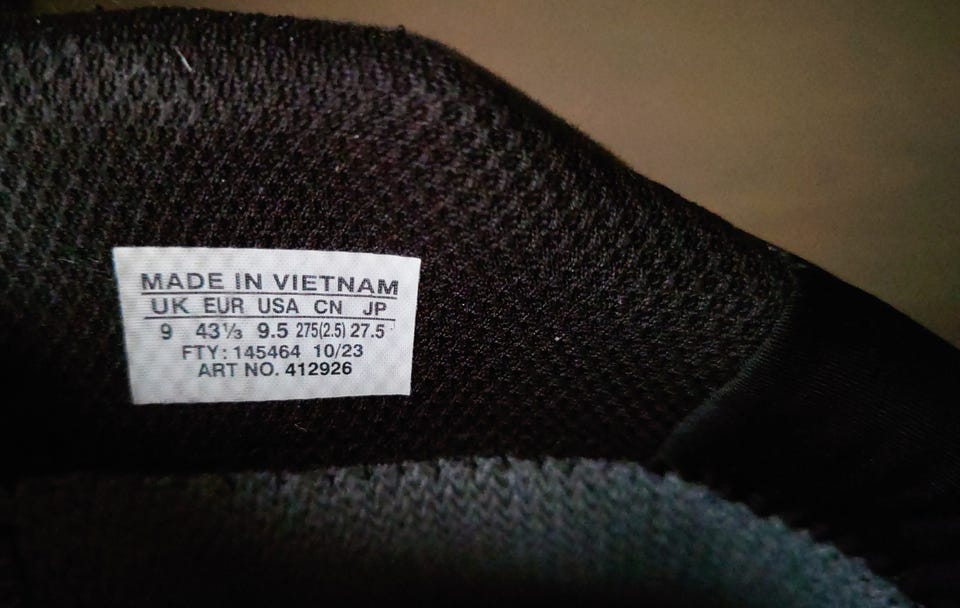 MADE IN VIETNAM
UK EUR USA CN JP
9 43⅓ 9.5 275(2.5) 27.5
FTY: 145464 10/23
ART NO. 412926